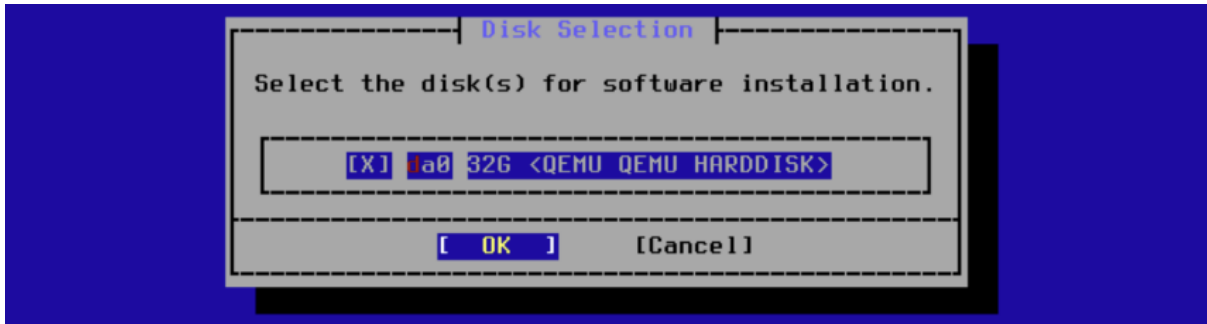 Disk Selection
Select the disk(s) for software installation.
[X] da0 32G <QEMU QEMU HARDDISK>
[ OK ] [Cancel]